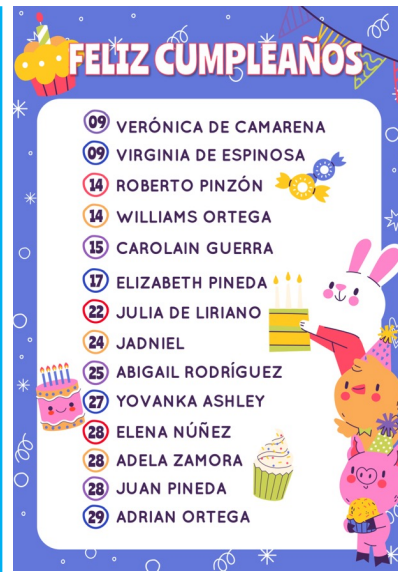 FELIZ CUMPLEAÑOS
09 VERÓNICA DE CAMARENA
09 VIRGINIA DE ESPINOSA
14 ROBERTO PINZÓN
14 WILLIAMS ORTEGA
15 CAROLAIN GUERRA
17 ELIZABETH PINEDA
22 JULIA DE LIRIANO
24 JADNIEL
25 ABIGAIL RODRÍGUEZ
27 YOVANKA ASHLEY
28 ELENA NÚÑEZ
28 ADELA ZAMORA
28 JUAN PINEDA
29 ADRIAN ORTEGA